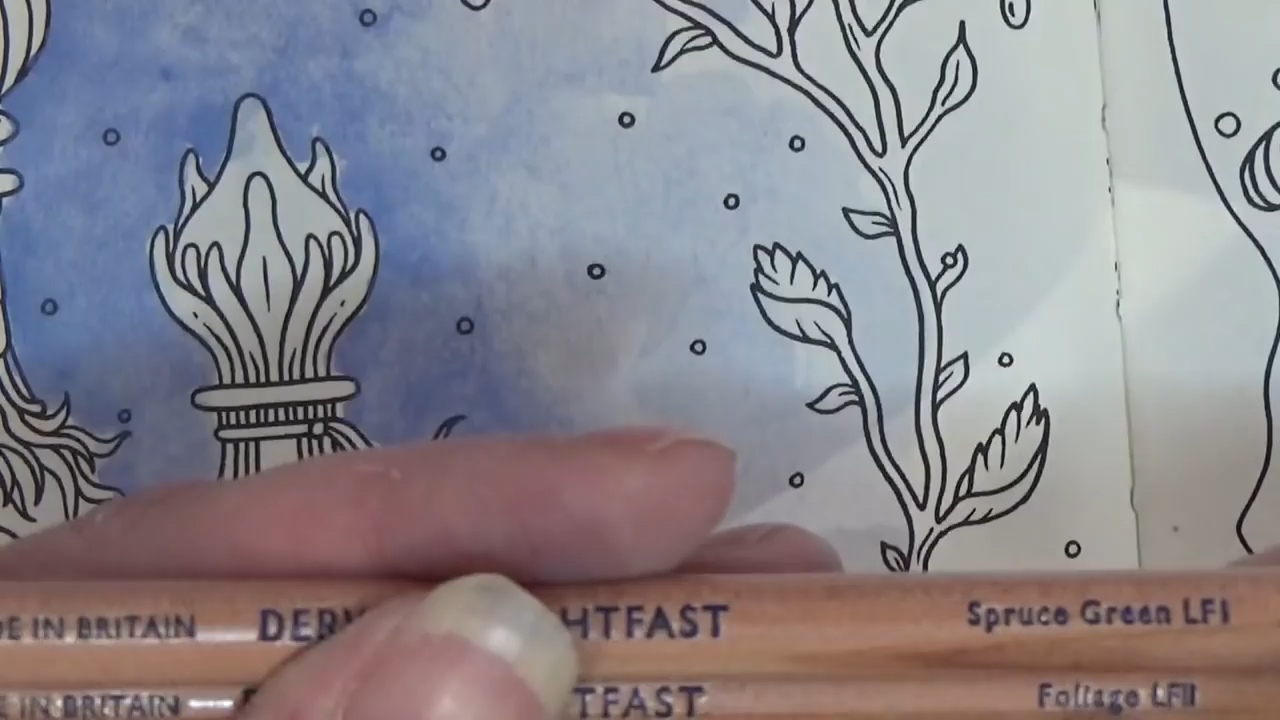 DE IN BRITAIN DER HTFAST Spruce Green LFI
IN BRITAIN TFAST Foliage LFII